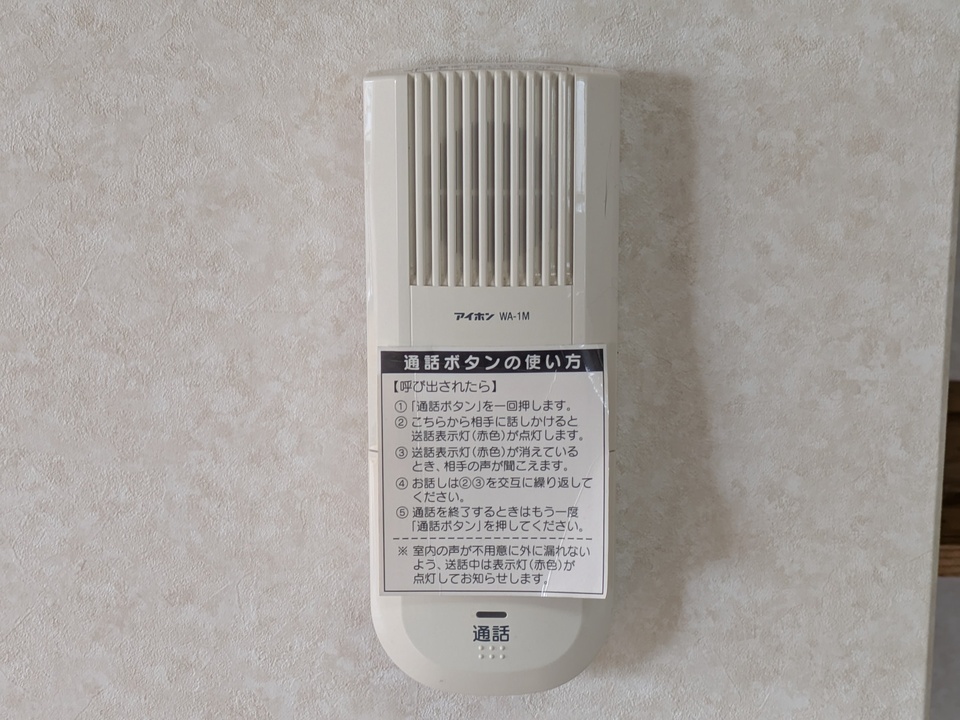 アイホン WA-1M
通話ボタンの使い方
【呼び出されたら】
①「通話ボタン」を一回押します。
②こちらから相手に話しかけると
送話表示灯(赤色)が点灯します。
③送話表示灯(赤色)が消えている
とき、相手の声が聞こえます。
④お話しは②③を交互に繰り返して
ください。
⑤通話を終了するときはもう一度
「通話ボタン」を押してください。
※室内の声が不用意に外に漏れない
よう、送話中は表示灯(赤色)が
点灯してお知らせします。
通話